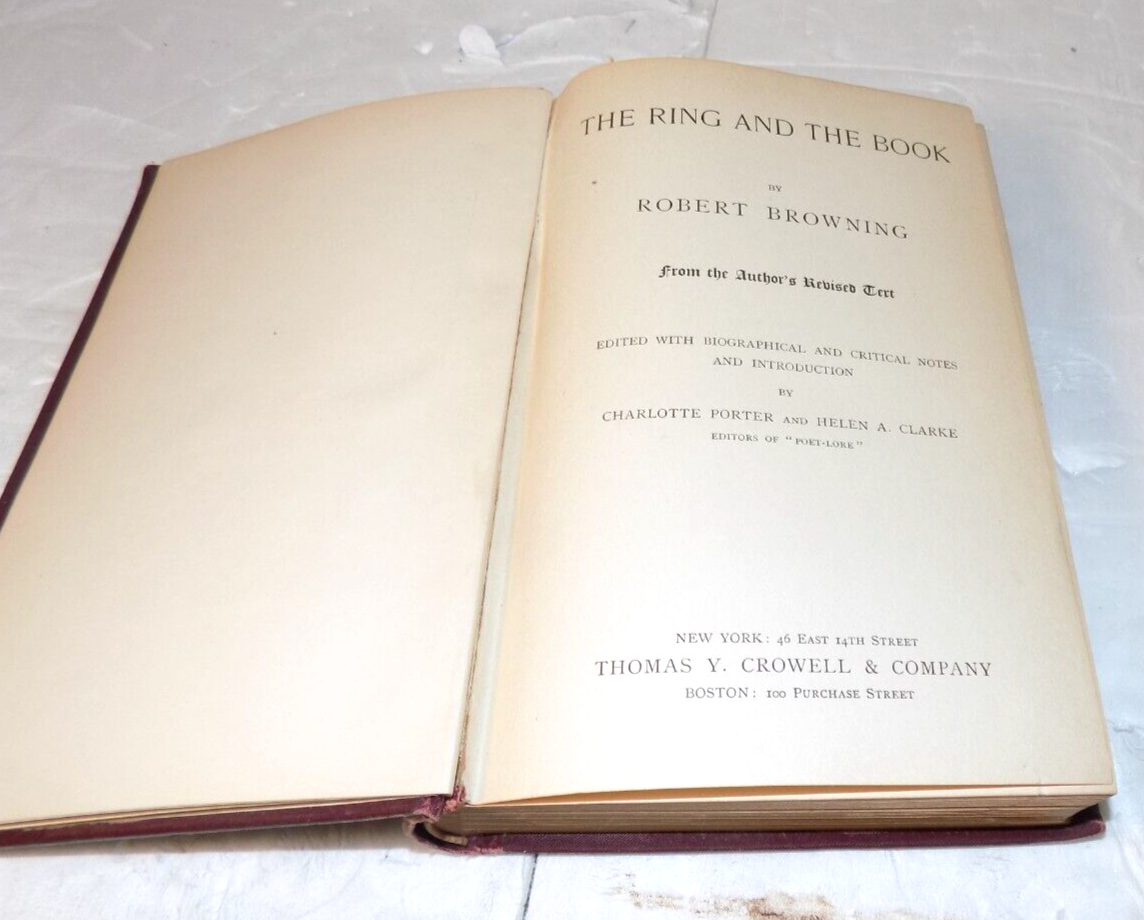 THE RING AND THE BOOK
BY
ROBERT BROWNING
From the Author's Revised Text
EDITED WITH BIOGRAPHICAL AND CRITICAL NOTES
AND INTRODUCTION
BY
CHARLOTTE PORTER AND HELEN A. CLARKE
EDITORS OF "POET-LORE"
NEW YORK: 46 EAST 14TH STREET
THOMAS Y. CROWELL & COMPANY
BOSTON: 100 PURCHASE STREET